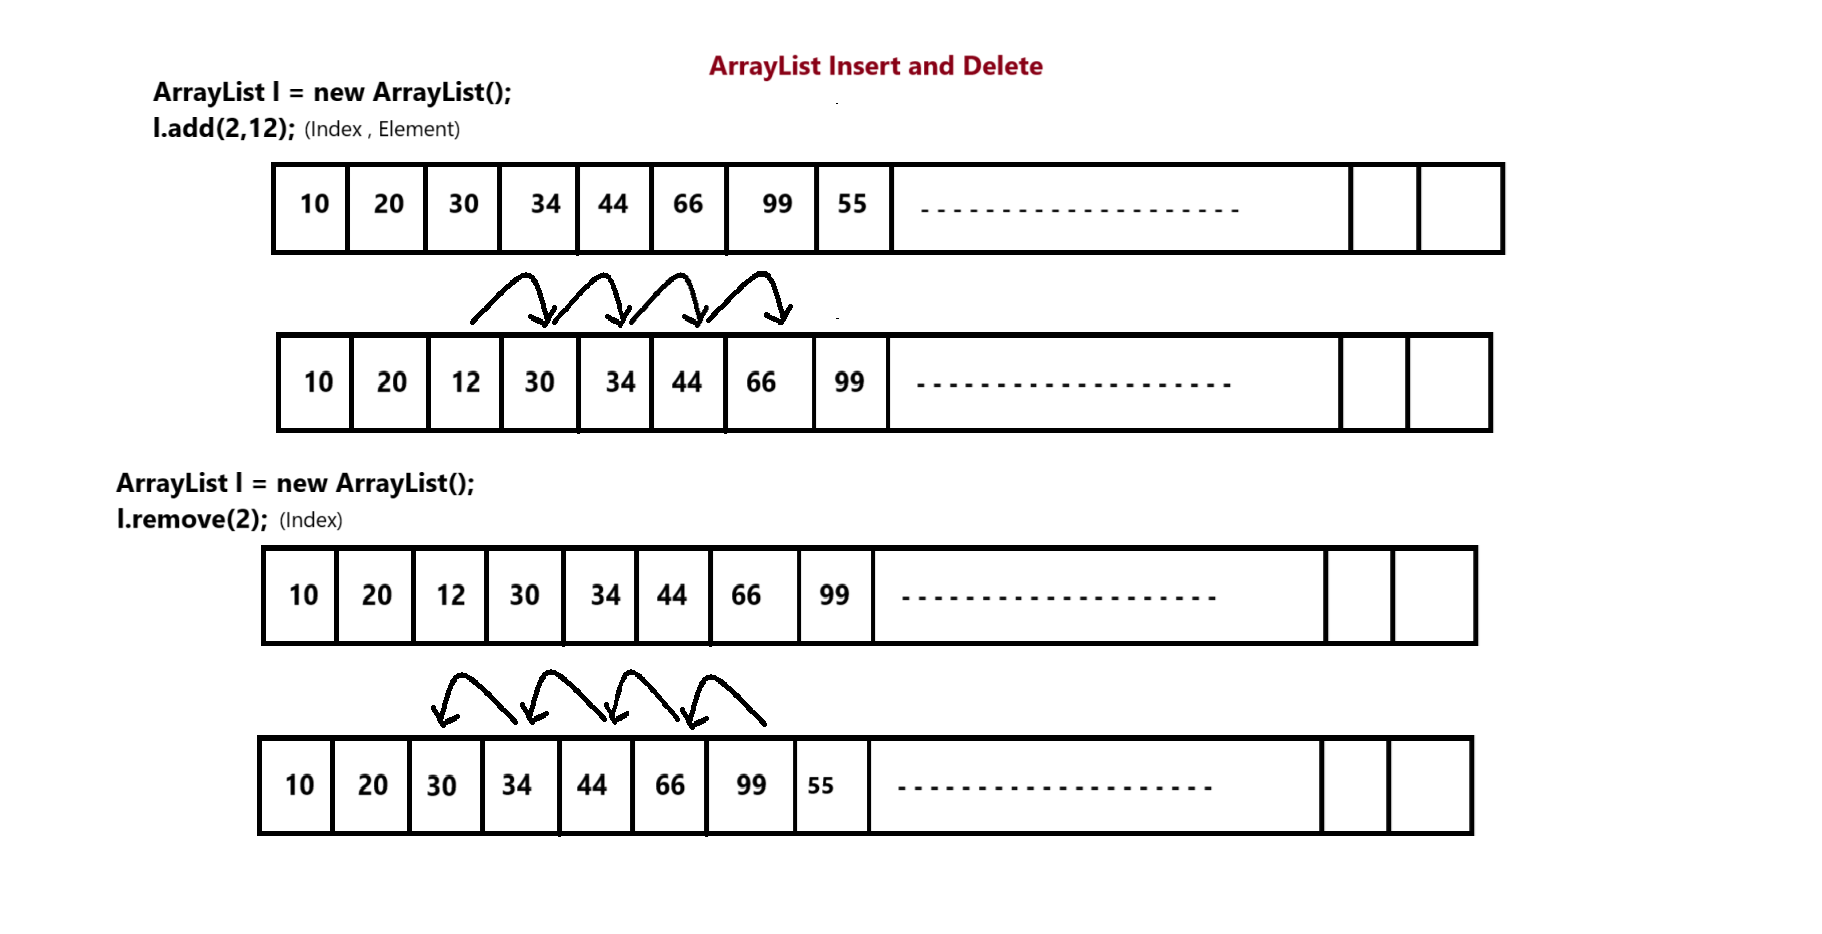 ArrayList Insert and Delete
ArrayList l = new ArrayList();
l.add(2,12); (Index , Element)
10 20 30 34 44 66 99 55 - - - - - - - - - - - - - - - - - - - -
10 20 12 30 34 44 66 99 - - - - - - - - - - - - - - - - - - - -
ArrayList l = new ArrayList();
l.remove(2); (Index)
10 20 12 30 34 44 66 99 - - - - - - - - - - - - - - - - - - - -
10 20 30 34 44 66 99 55 - - - - - - - - - - - - - - - - - - - -